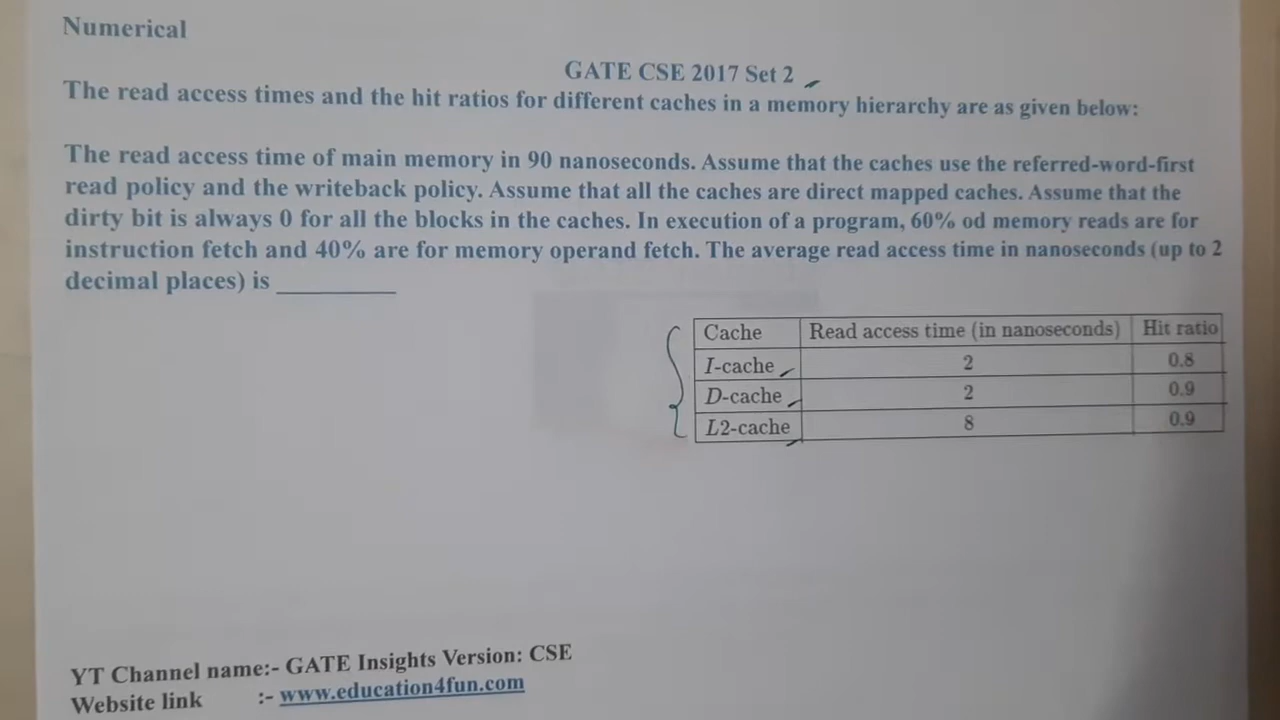 Numerical
GATE CSE 2017 Set 2
The read access times and the hit ratios for different caches in a memory hierarchy are as given below:
The read access time of main memory in 90 nanoseconds. Assume that the caches use the referred-word-first
read policy and the writeback policy. Assume that all the caches are direct mapped caches. Assume that the
dirty bit is always 0 for all the blocks in the caches. In execution of a program, 60% od memory reads are for
instruction fetch and 40% are for memory operand fetch. The average read access time in nanoseconds (up to 2
decimal places) is __________
Cache Read access time (in nanoseconds) Hit ratio
I-cache 2 0.8
D-cache 2 0.9
L2-cache 8 0.9
YT Channel name:- GATE Insights Version: CSE
Website link :- www.education4fun.com